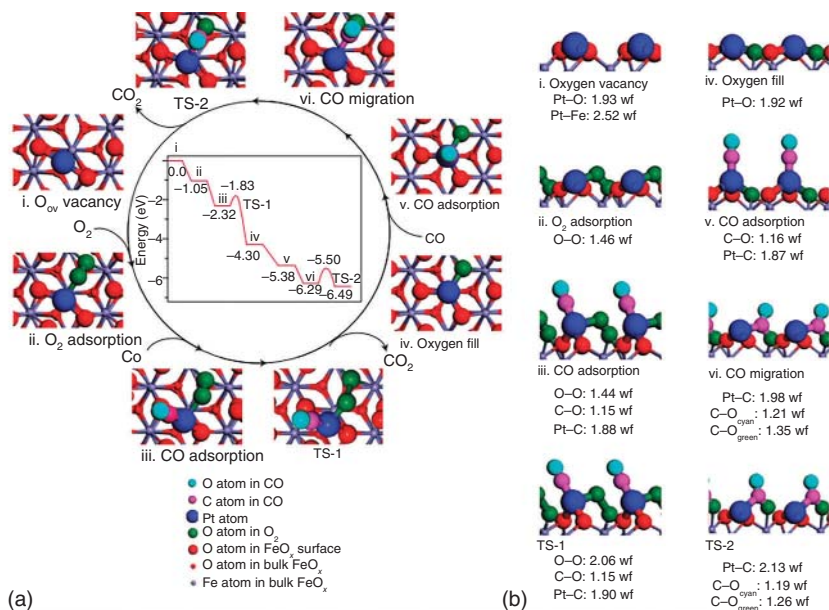 TS-2
vi. CO migration
CO2
i. Oov vacancy
O2
ii. O2 adsorption
Co
iii. CO adsorption
TS-1
CO2
iv. Oxygen fill
CO
v. CO adsorption
Energy (eV)
0
−2
−4
−6
i
0.0
ii
−1.05
iii
−2.32
−1.83
TS-1
iv
−4.30
v
−5.38
vi
−6.29
−5.50
TS-2
−6.49
O atom in CO
C atom in CO
Pt atom
O atom in O2
O atom in FeOx surface
O atom in bulk FeOx
Fe atom in bulk FeOx
(a)
i. Oxygen vacancy
Pt–O: 1.93 wf
Pt–Fe: 2.52 wf
iv. Oxygen fill
Pt–O: 1.92 wf
ii. O2 adsorption
O–O: 1.46 wf
v. CO adsorption
C–O: 1.16 wf
Pt–C: 1.87 wf
iii. CO adsorption
O–O: 1.44 wf
C–O: 1.15 wf
Pt–C: 1.88 wf
vi. CO migration
Pt–C: 1.98 wf
C–Ocyan: 1.21 wf
C–Ogreen: 1.35 wf
TS-1
O–O: 2.06 wf
C–O: 1.15 wf
Pt–C: 1.90 wf
TS-2
Pt–C: 2.13 wf
C–Ocyan: 1.19 wf
C–Ogreen: 1.26 wf
(b)